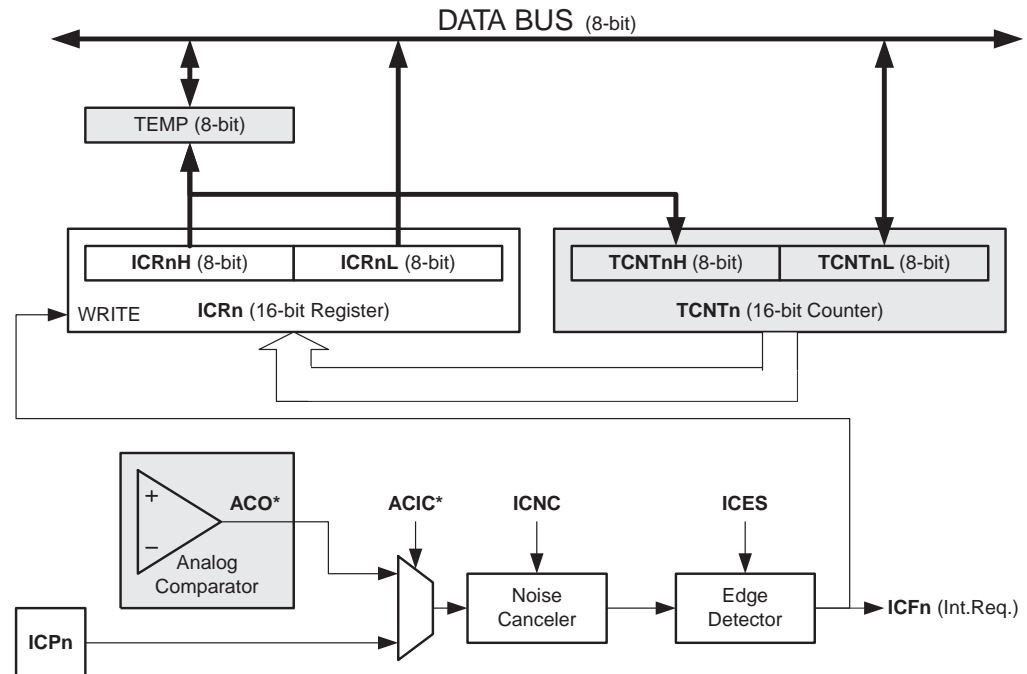 DATA BUS (8-bit)
TEMP (8-bit)
ICRnH (8-bit)
ICRnL (8-bit)
TCNTnH (8-bit)
TCNTnL (8-bit)
WRITE
ICRn (16-bit Register)
TCNTn (16-bit Counter)
+
−
ACO*
Analog
Comparator
ACIC*
ICNC
ICES
Noise
Canceler
Edge
Detector
ICFn (Int.Req.)
ICPn